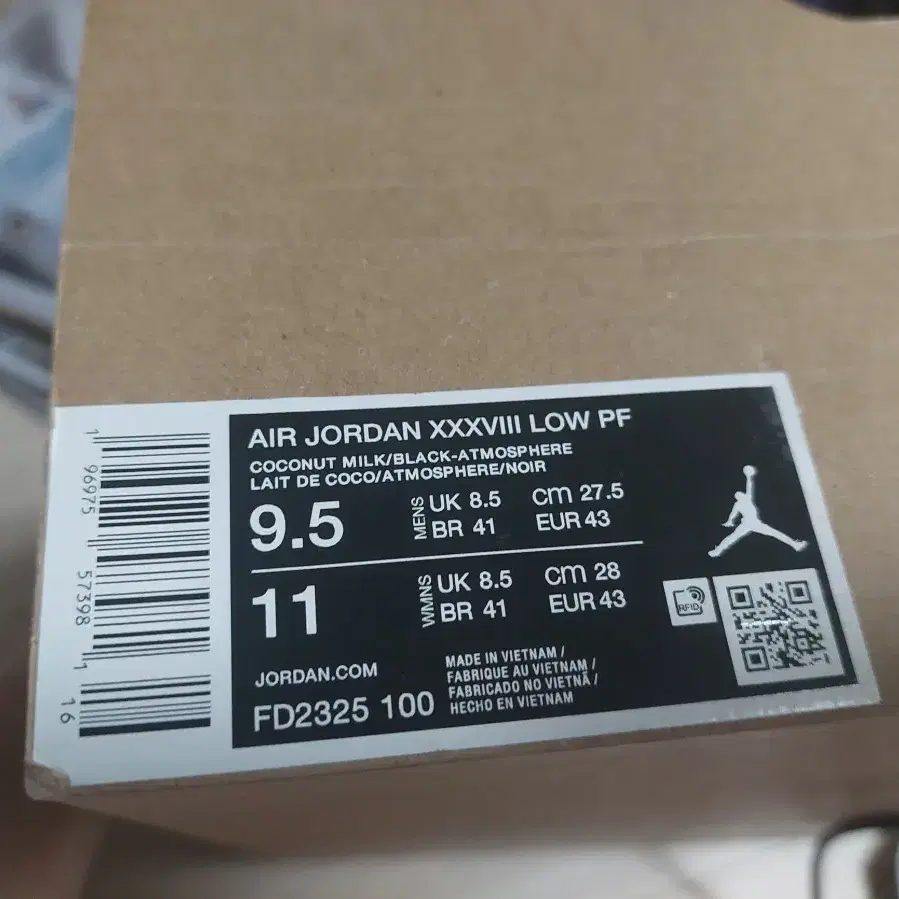 AIR JORDAN XXXVIII LOW PF
COCONUT MILK/BLACK-ATMOSPHERE
LAIT DE COCO/ATMOSPHERE/NOIR
9.5
MENS
UK 8.5
cm 27.5
BR 41
EUR 43
11
WMNS
UK 8.5
cm 28
BR 41
EUR 43
RFID
JORDAN.COM
FD2325 100
MADE IN VIETNAM /
FABRIQUE AU VIETNAM /
FABRICADO NO VIETNÃ /
HECHO EN VIETNAM
1 96975 57398 1 16